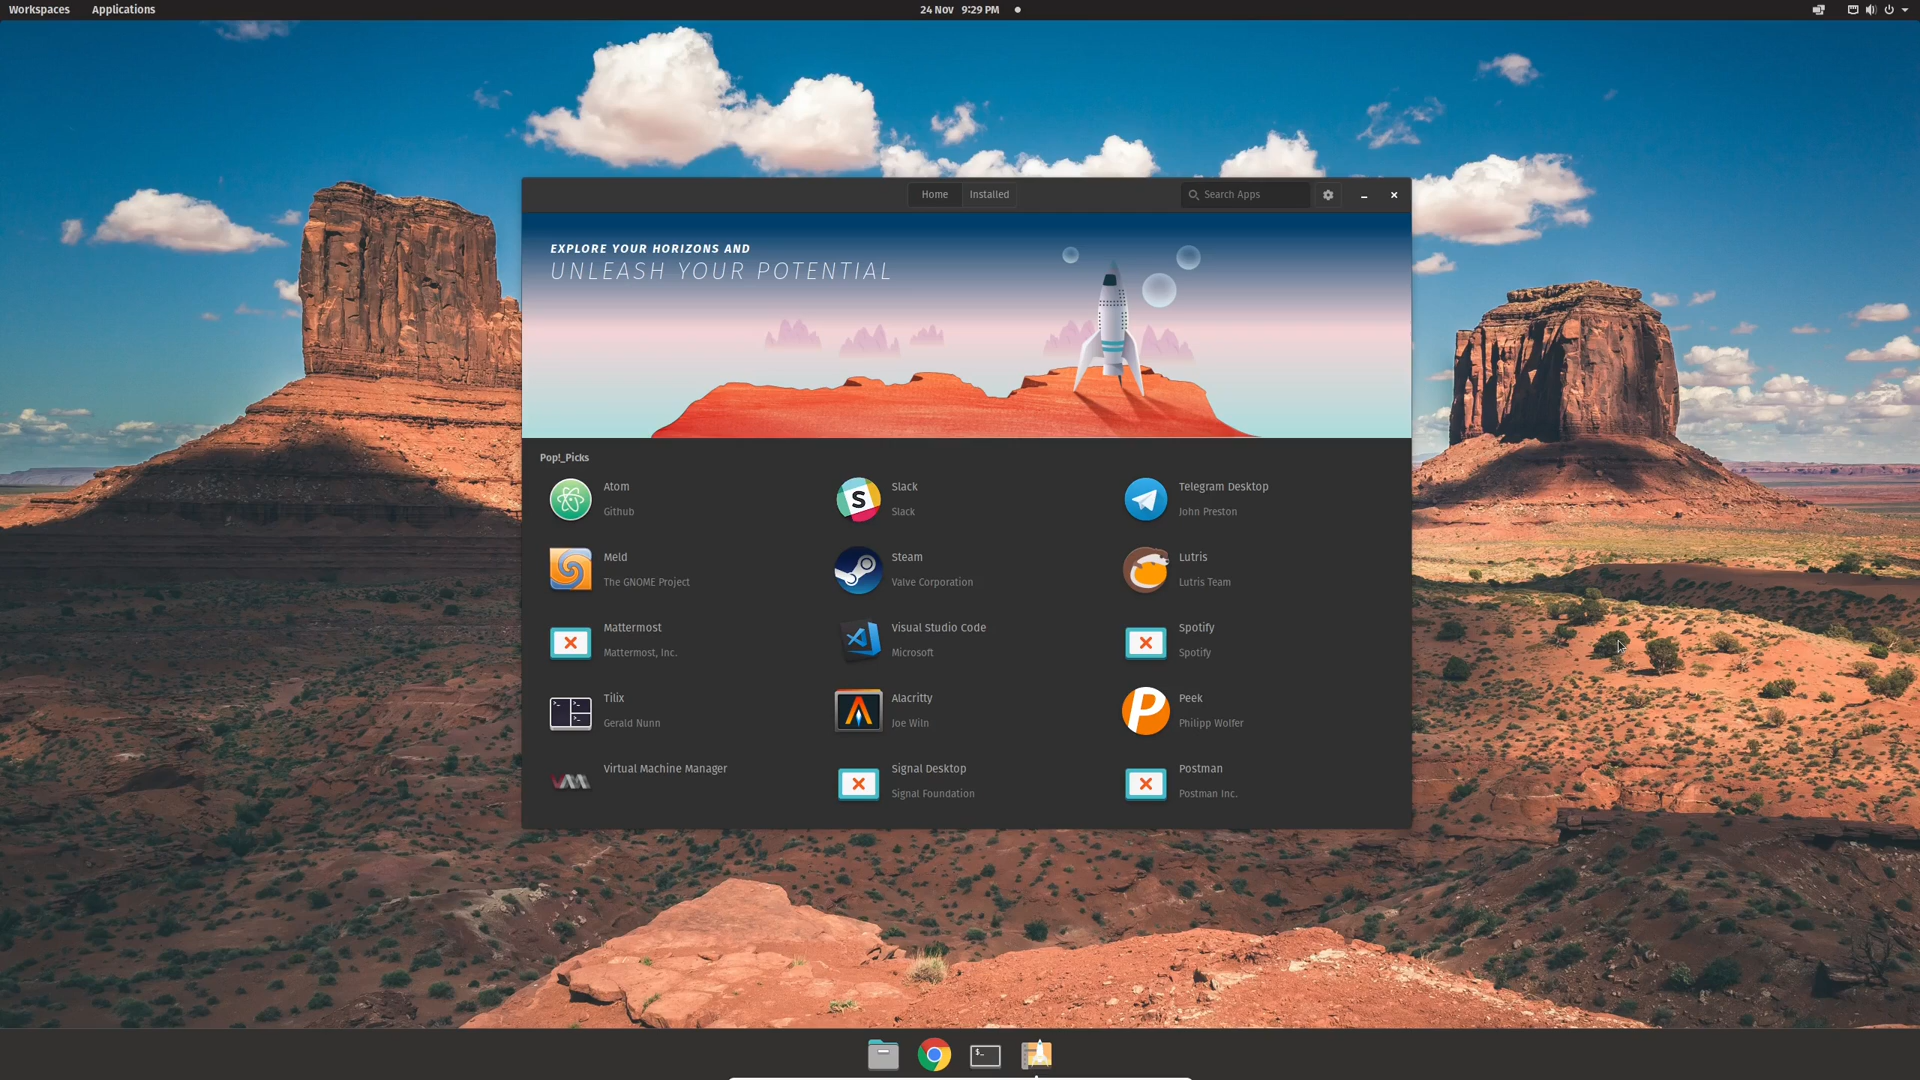 Workspaces Applications 24 Nov 9:29 PM
Home Installed Search Apps
EXPLORE YOUR HORIZONS AND
UNLEASH YOUR POTENTIAL
Pop!_Picks
Atom
Github
Slack
Slack
Telegram Desktop
John Preston
Meld
The GNOME Project
Steam
Valve Corporation
Lutris
Lutris Team
Mattermost
Mattermost, Inc.
Visual Studio Code
Microsoft
Spotify
Spotify
Tilix
Gerald Nunn
Alacritty
Joe Wiln
Peek
Philipp Wolfer
Virtual Machine Manager
Signal Desktop
Signal Foundation
Postman
Postman Inc.